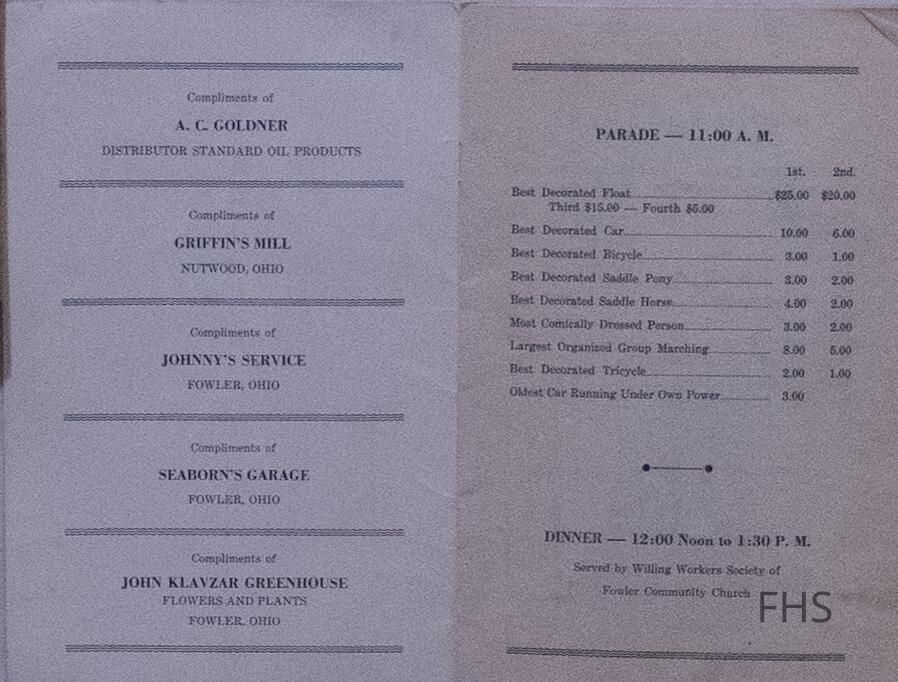 Compliments of
A. C. GOLDNER
DISTRIBUTOR STANDARD OIL PRODUCTS
Compliments of
GRIFFIN'S MILL
NUTWOOD, OHIO
Compliments of
JOHNNY'S SERVICE
FOWLER, OHIO
Compliments of
SEABORN'S GARAGE
FOWLER, OHIO
Compliments of
JOHN KLAVZAR GREENHOUSE
FLOWERS AND PLANTS
FOWLER, OHIO
PARADE — 11:00 A. M.
1st. 2nd.
Best Decorated Float $25.00 $20.00
Third $15.00 — Fourth $5.00
Best Decorated Car 10.00 6.00
Best Decorated Bicycle 3.00 1.00
Best Decorated Saddle Pony 3.00 2.00
Best Decorated Saddle Horse 4.00 2.00
Most Comically Dressed Person 3.00 2.00
Largest Organized Group Marching 8.00 5.00
Best Decorated Tricycle 2.00 1.00
Oldest Car Running Under Own Power 3.00
DINNER — 12:00 Noon to 1:30 P. M.
Served by Willing Workers Society of
Fowler Community Church
FHS